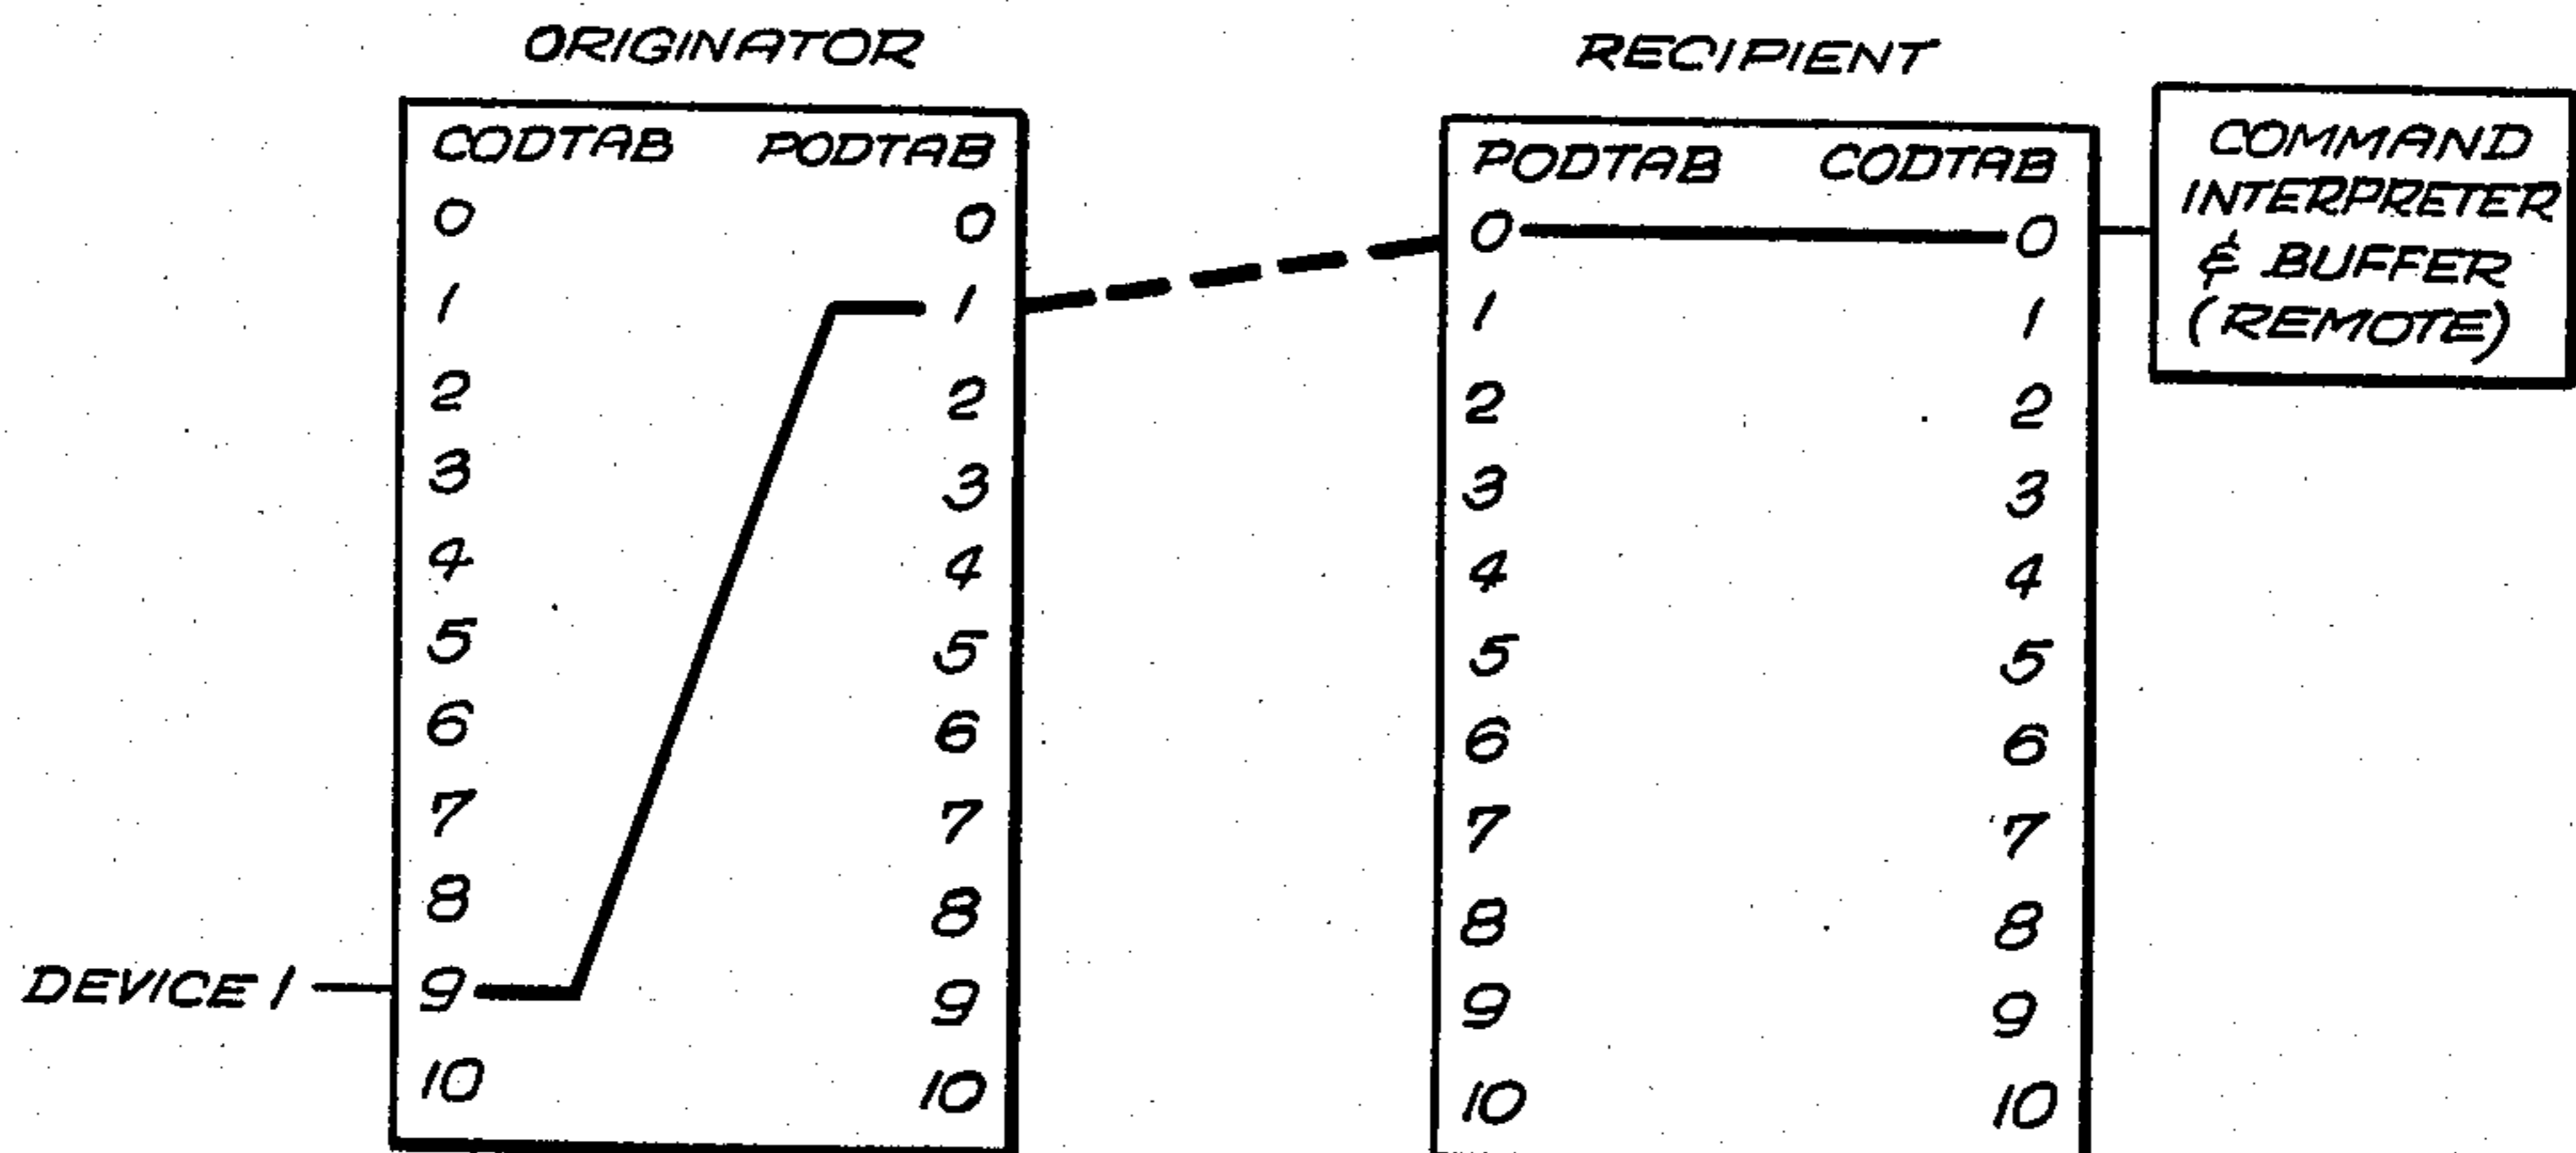 ORIGINATOR
CODTAB PODTAB
0 0
1 1
2 2
3 3
4 4
5 5
6 6
7 7
8 8
DEVICE 1 9 9
10 10
RECIPIENT
PODTAB CODTAB
0 0
1 1
2 2
3 3
4 4
5 5
6 6
7 7
8 8
9 9
10 10
COMMAND
INTERPRETER
& BUFFER
(REMOTE)